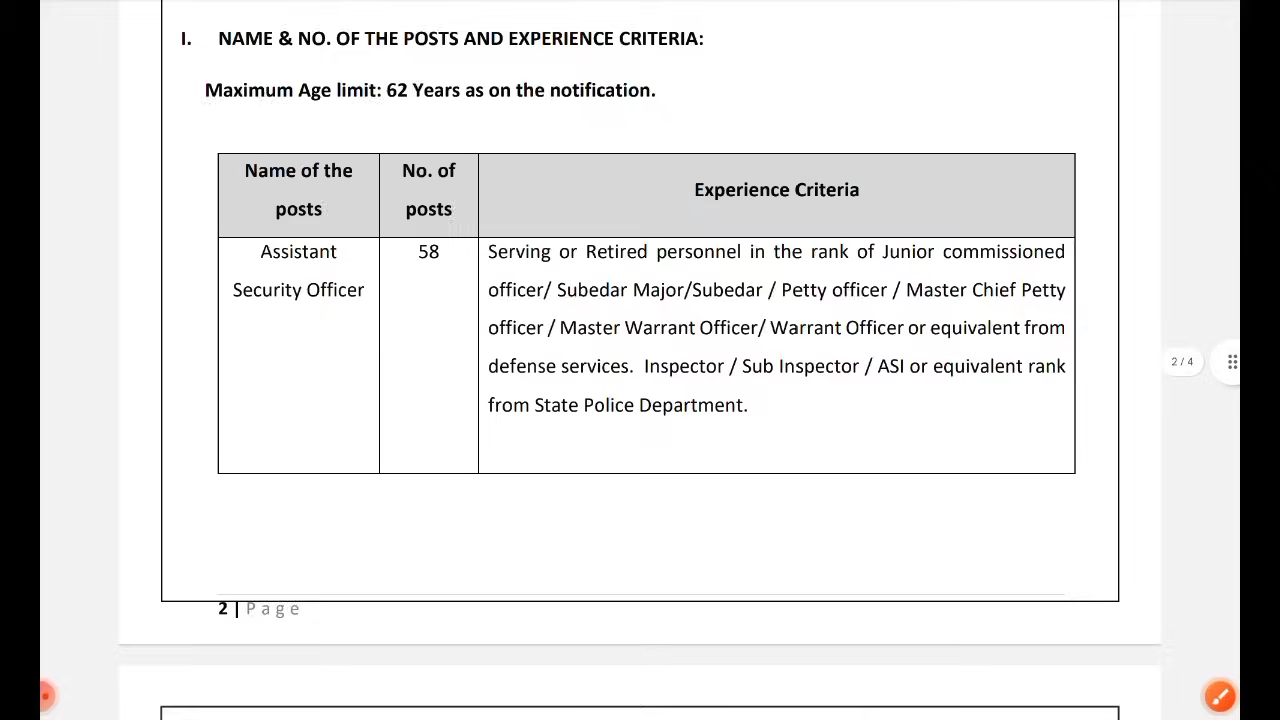 I. NAME & NO. OF THE POSTS AND EXPERIENCE CRITERIA:
Maximum Age limit: 62 Years as on the notification.
Name of the
posts
No. of
posts
Experience Criteria
Assistant
Security Officer
58
Serving or Retired personnel in the rank of Junior commissioned
officer/ Subedar Major/Subedar / Petty officer / Master Chief Petty
officer / Master Warrant Officer/ Warrant Officer or equivalent from
defense services. Inspector / Sub Inspector / ASI or equivalent rank
from State Police Department.
2 / 4
2 | Page